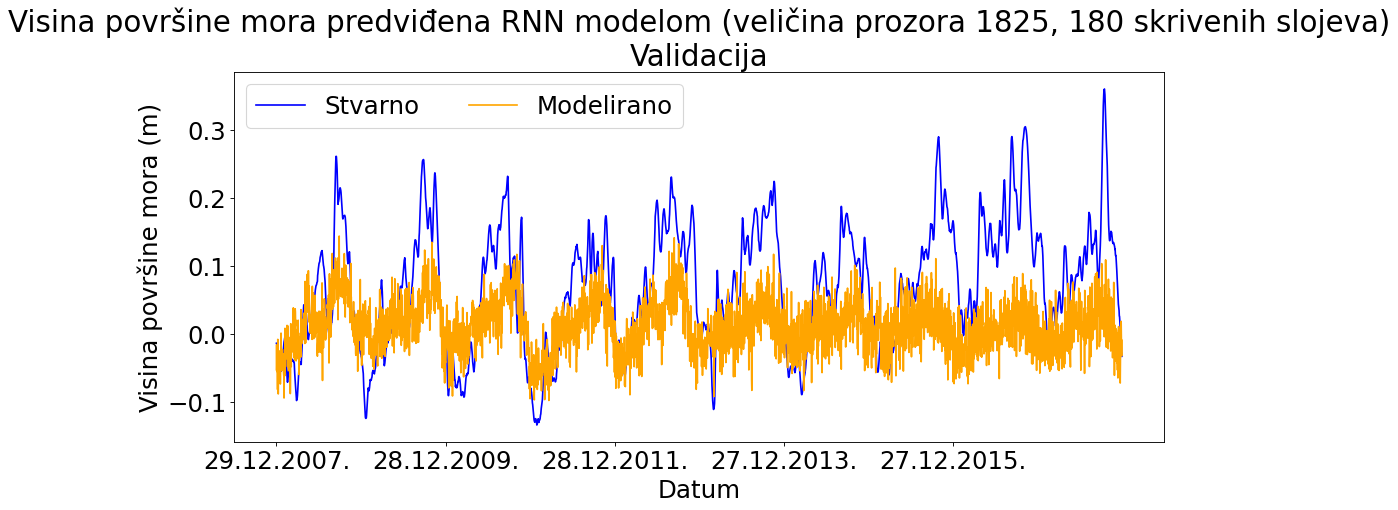 Visina površine mora predviđena RNN modelom (veličina prozora 1825, 180 skrivenih slojeva)
Validacija
Stvarno
Modelirano
Visina površine mora (m)
0.3
0.2
0.1
0.0
−0.1
29.12.2007.
28.12.2009.
28.12.2011.
27.12.2013.
27.12.2015.
Datum